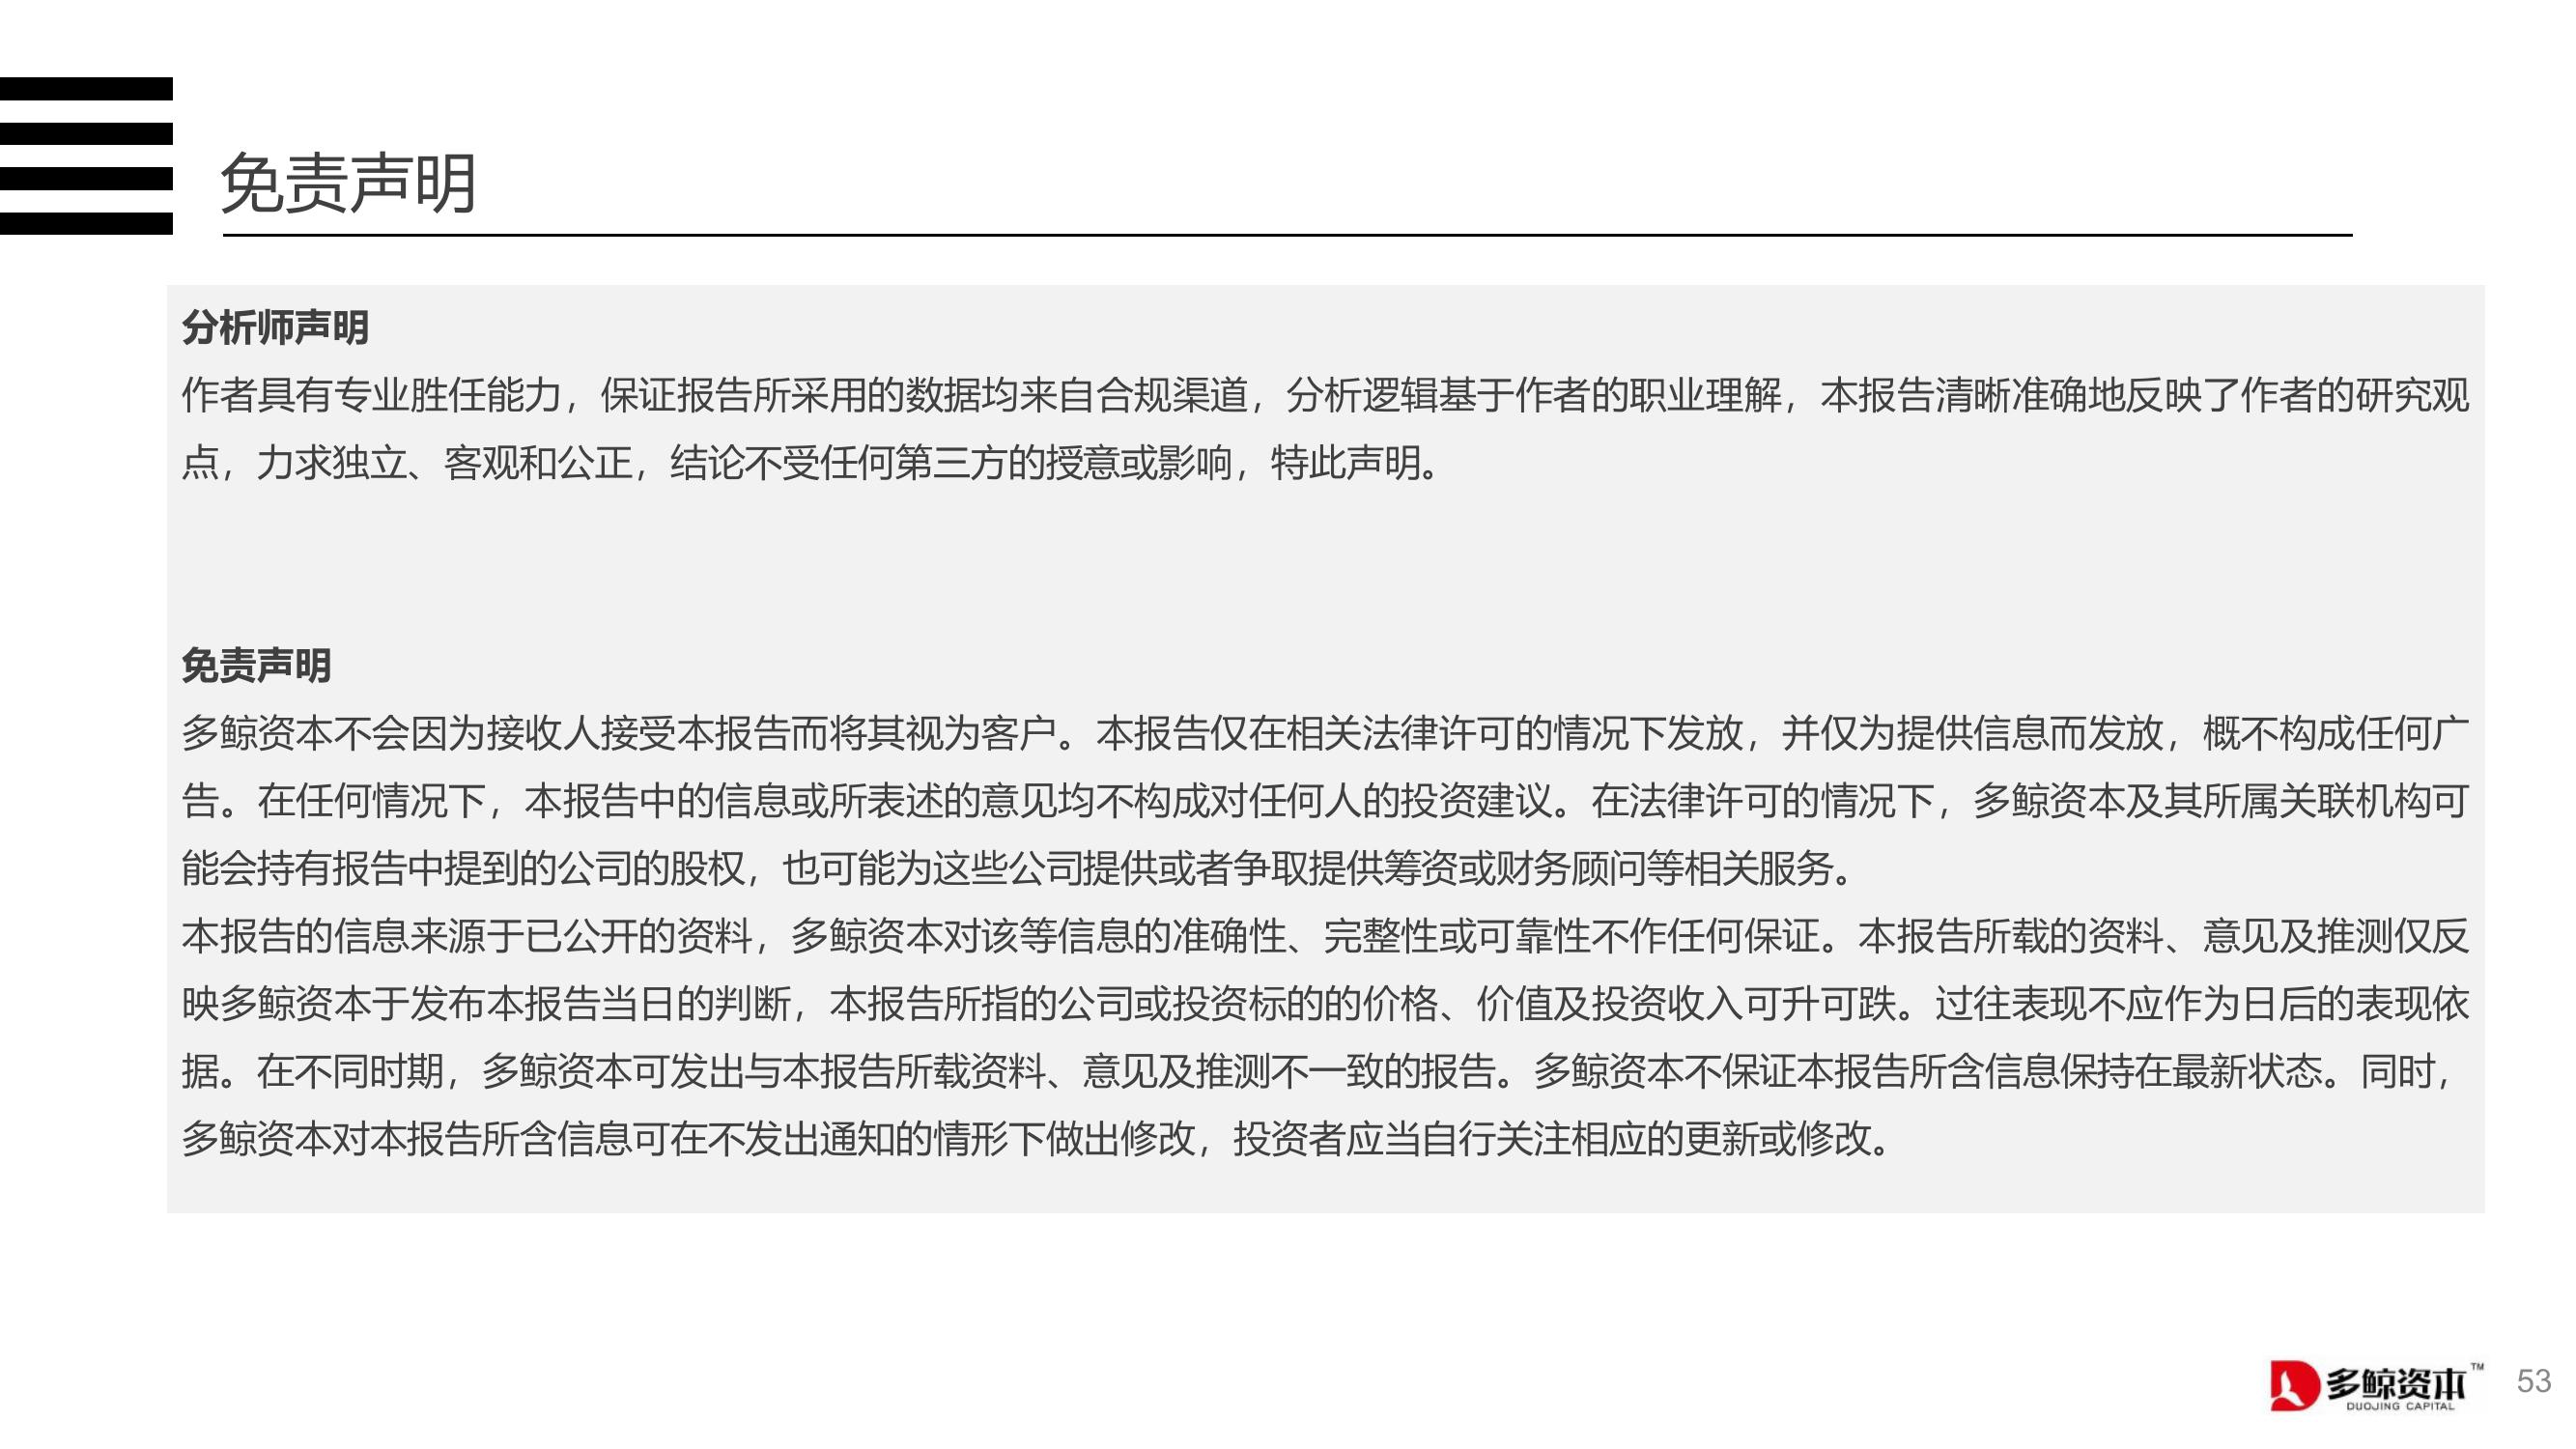 免责声明
分析师声明
作者具有专业胜任能力，保证报告所采用的数据均来自合规渠道，分析逻辑基于作者的职业理解，本报告清晰准确地反映了作者的研究观
点，力求独立、客观和公正，结论不受任何第三方的授意或影响，特此声明。
免责声明
多鲸资本不会因为接收人接受本报告而将其视为客户。本报告仅在相关法律许可的情况下发放，并仅为提供信息而发放，概不构成任何广
告。在任何情况下，本报告中的信息或所表述的意见均不构成对任何人的投资建议。在法律许可的情况下，多鲸资本及其所属关联机构可
能会持有报告中提到的公司的股权，也可能为这些公司提供或者争取提供筹资或财务顾问等相关服务。
本报告的信息来源于已公开的资料，多鲸资本对该等信息的准确性、完整性或可靠性不作任何保证。本报告所载的资料、意见及推测仅反
映多鲸资本于发布本报告当日的判断，本报告所指的公司或投资标的的价格、价值及投资收入可升可跌。过往表现不应作为日后的表现依
据。在不同时期，多鲸资本可发出与本报告所载资料、意见及推测不一致的报告。多鲸资本不保证本报告所含信息保持在最新状态。同时，
多鲸资本对本报告所含信息可在不发出通知的情形下做出修改，投资者应当自行关注相应的更新或修改。
多鲸资本™
DUOJING CAPITAL
53